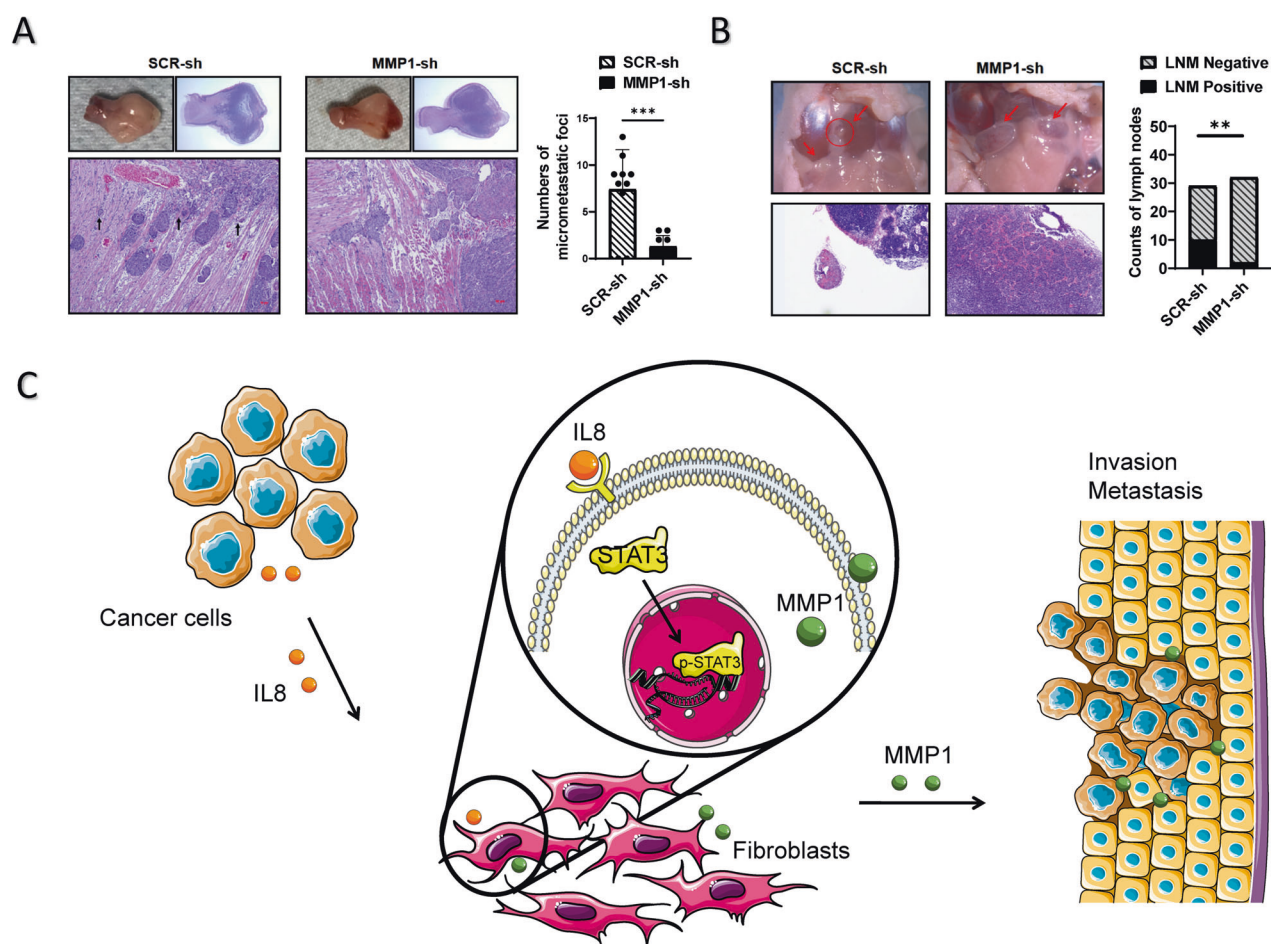 A
SCR-sh
MMP1-sh
SCR-sh
MMP1-sh
Numbers of
micrometastatic foci
15
10
5
0
***
SCR-sh
MMP1-sh
B
SCR-sh
MMP1-sh
LNM Negative
LNM Positive
Counts of lymph nodes
50
40
30
20
10
0
**
SCR-sh
MMP1-sh
C
Cancer cells
IL8
IL8
STAT3
p-STAT3
MMP1
Fibroblasts
MMP1
Invasion
Metastasis